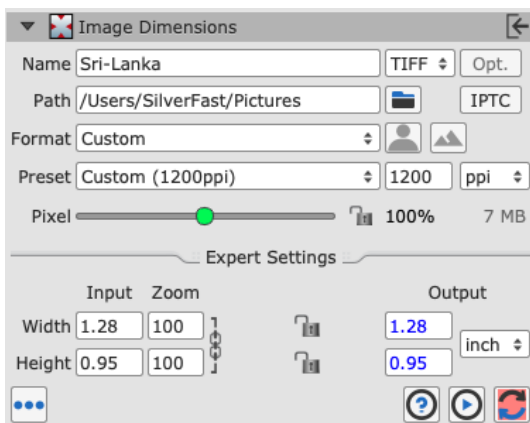 Image Dimensions
Name Sri-Lanka TIFF Opt.
Path /Users/SilverFast/Pictures IPTC
Format Custom
Preset Custom (1200ppi) 1200 ppi
Pixel 100% 7 MB
Expert Settings
Input Zoom Output
Width 1.28 100 1.28
inch
Height 0.95 100 0.95